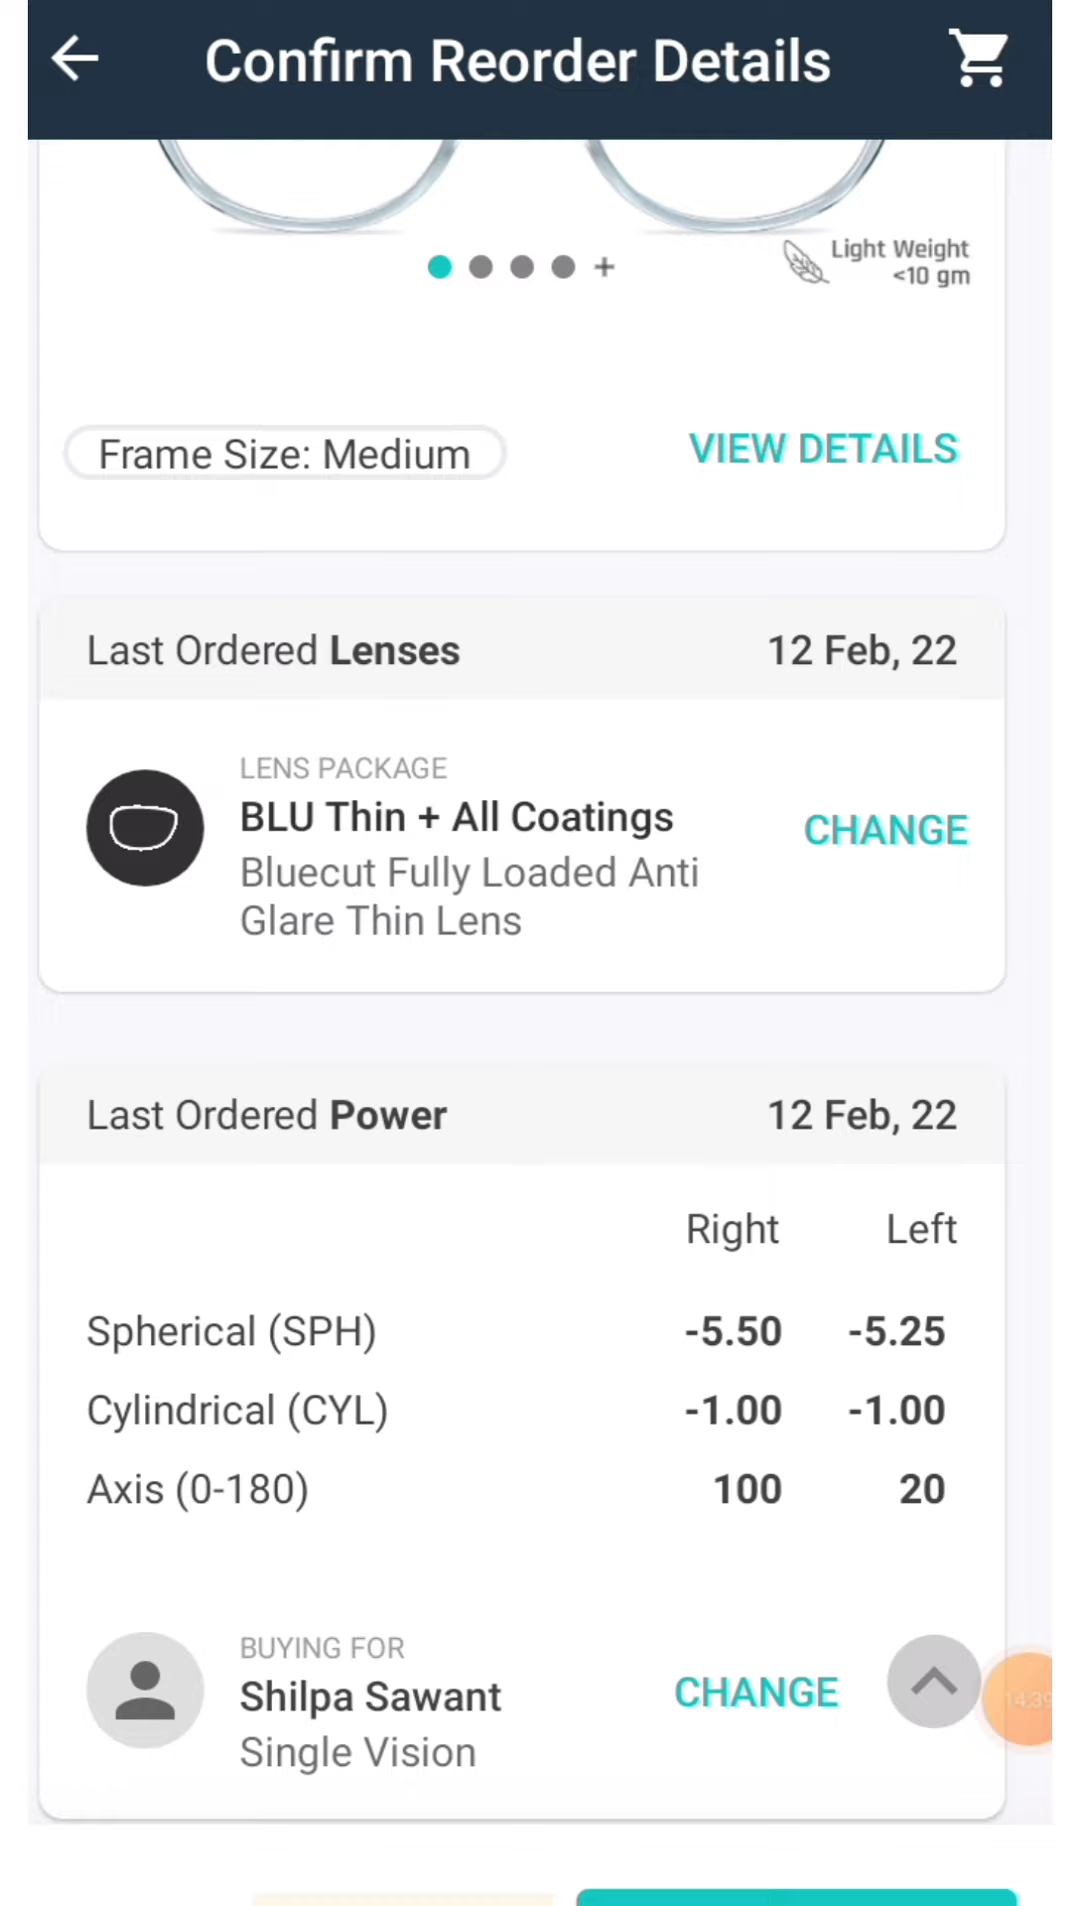 Confirm Reorder Details
Light Weight
<10 gm
+
Frame Size: Medium
VIEW DETAILS
Last Ordered Lenses
12 Feb, 22
LENS PACKAGE
BLU Thin + All Coatings
CHANGE
Bluecut Fully Loaded Anti
Glare Thin Lens
Last Ordered Power
12 Feb, 22
Right Left
Spherical (SPH) -5.50 -5.25
Cylindrical (CYL) -1.00 -1.00
Axis (0-180) 100 20
BUYING FOR
Shilpa Sawant
CHANGE
14:39
Single Vision